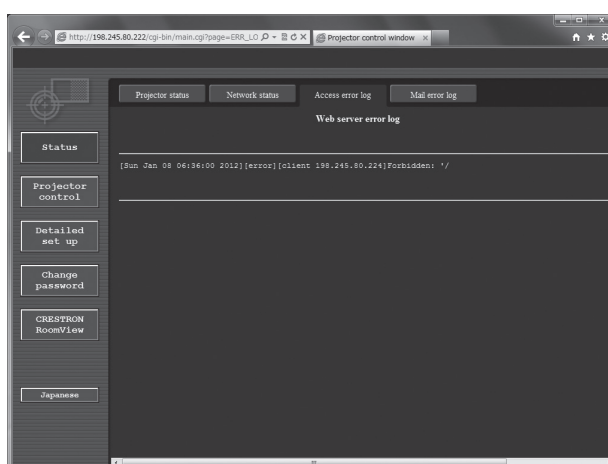 http://198.245.80.222/cgi-bin/main.cgi?page=ERR_LO
Projector control window
Projector status
Network status
Access error log
Mail error log
Web server error log
[Sun Jan 08 06:36:00 2012][error][client 198.245.80.224]Forbidden: '/
Status
Projector
control
Detailed
set up
Change
password
CRESTRON
RoomView
Japanese